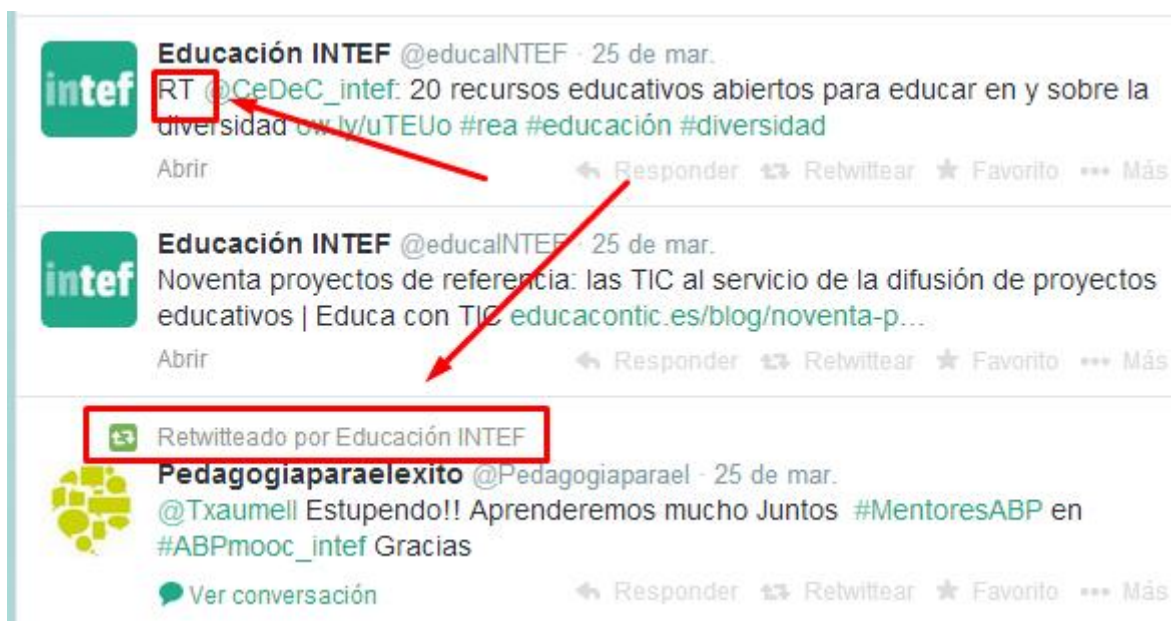 Educación INTEF @educaINTEF · 25 de mar.
intef
RT @CeDeC_intef: 20 recursos educativos abiertos para educar en y sobre la
diversidad ow.ly/uTEUo #rea #educación #diversidad
Abrir Responder Retwittear Favorito Más
Educación INTEF @educaINTEF · 25 de mar.
intef
Noventa proyectos de referencia: las TIC al servicio de la difusión de proyectos
educativos | Educa con TIC educacontic.es/blog/noventa-p...
Abrir Responder Retwittear Favorito Más
Retwitteado por Educación INTEF
Pedagogiaparaelexito @Pedagogiaparael · 25 de mar.
@Txaumell Estupendo!! Aprenderemos mucho Juntos #MentoresABP en
#ABPmooc_intef Gracias
Ver conversación Responder Retwittear Favorito Más